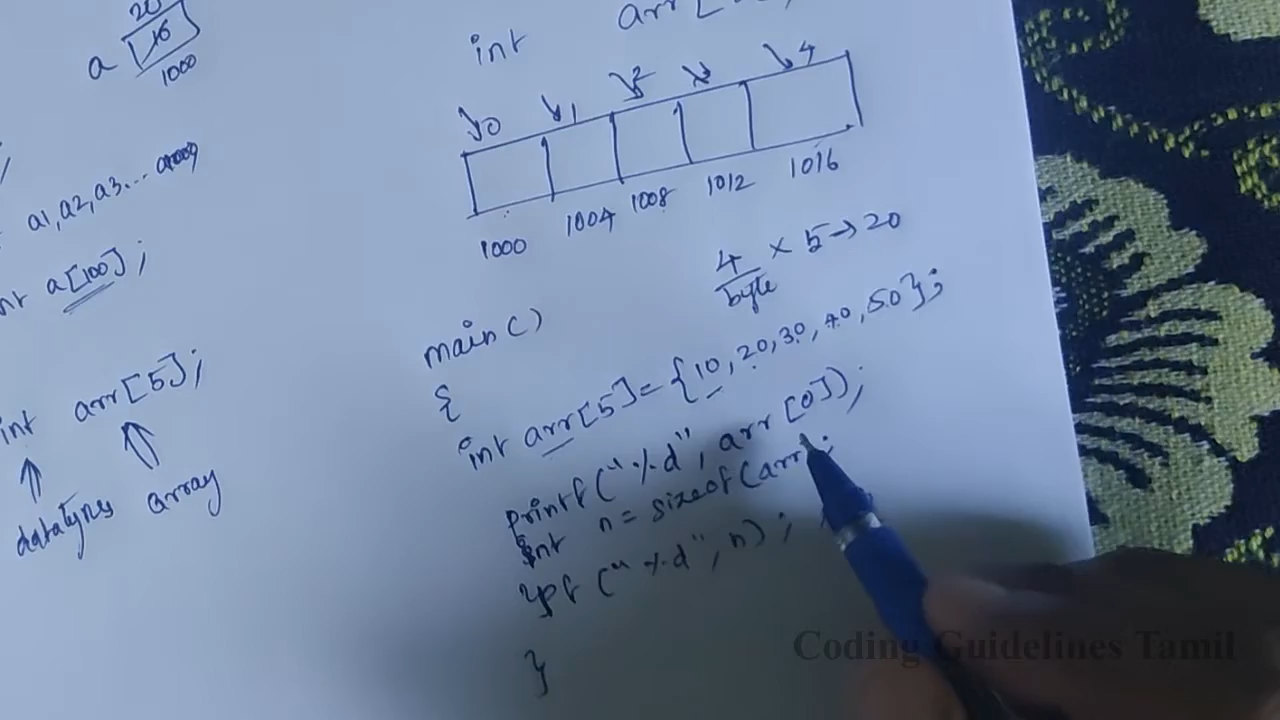 20
a 16
1000
a1, a2, a3...
a[100];
int arr[5];
datatypes array
int arr[
0 1 2 3 4
1000 1004 1008 1012 1016
4 × 5 → 20
byte
main()
{
int arr[5] = {10, 20, 30, 40, 50};
printf("%d", arr[0]);
int n = sizeof(arr);
pf("%d", n);
}
Coding Guidelines Tamil